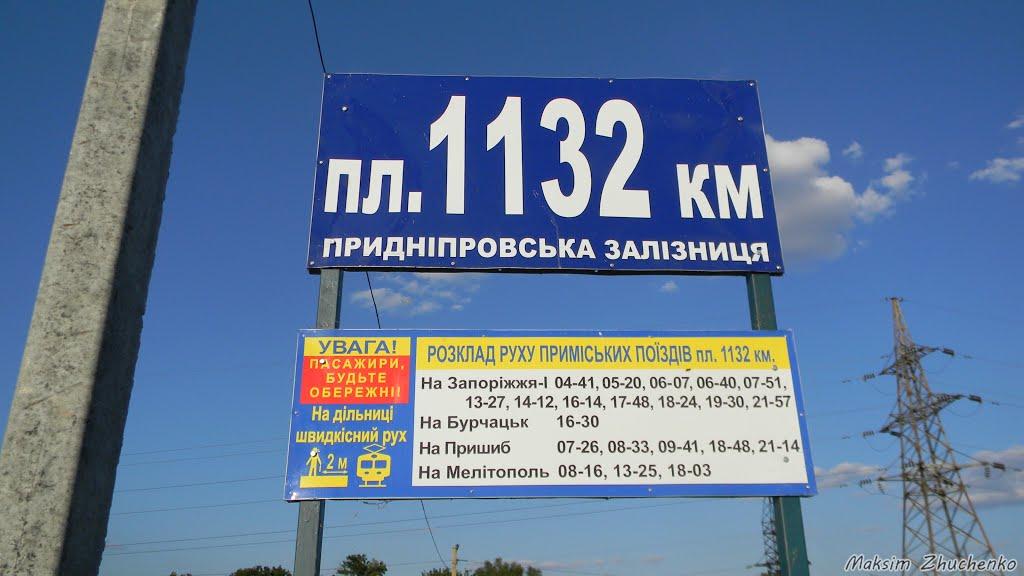 пл. 1132 км
ПРИДНІПРОВСЬКА ЗАЛІЗНИЦЯ
УВАГА!
ПАСАЖИРИ,
БУДЬТЕ
ОБЕРЕЖНІ!
На дільниці
швидкісний рух
2 м
РОЗКЛАД РУХУ ПРИМІСЬКИХ ПОЇЗДІВ пл. 1132 км.
На Запоріжжя-І 04-41, 05-20, 06-07, 06-40, 07-51,
13-27, 14-12, 16-14, 17-48, 18-24, 19-30, 21-57
На Бурчацьк 16-30
На Пришиб 07-26, 08-33, 09-41, 18-48, 21-14
На Мелітополь 08-16, 13-25, 18-03
Maksim Zhuchenko